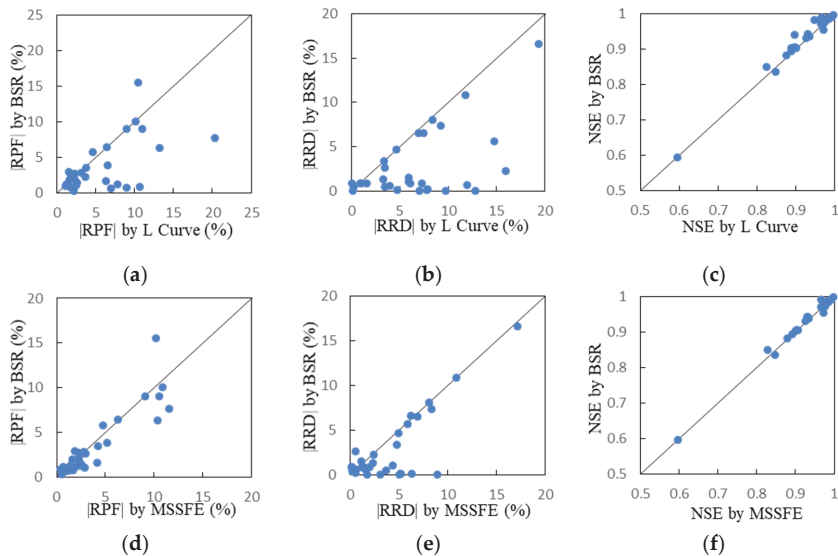 25
20
15
10
5
0
|RPF| by BSR (%)
0 5 10 15 20 25
|RPF| by L Curve (%)
(a)
20
15
10
5
0
|RRD| by BSR (%)
0 5 10 15 20
|RRD| by L Curve (%)
(b)
1
0.9
0.8
0.7
0.6
0.5
NSE by BSR
0.5 0.6 0.7 0.8 0.9 1
NSE by L Curve
(c)
20
15
10
5
0
|RPF| by BSR (%)
0 5 10 15 20
|RPF| by MSSFE (%)
(d)
20
15
10
5
0
|RRD| by BSR (%)
0 5 10 15 20
|RRD| by MSSFE (%)
(e)
1
0.9
0.8
0.7
0.6
0.5
NSE by BSR
0.5 0.6 0.7 0.8 0.9 1
NSE by MSSFE
(f)